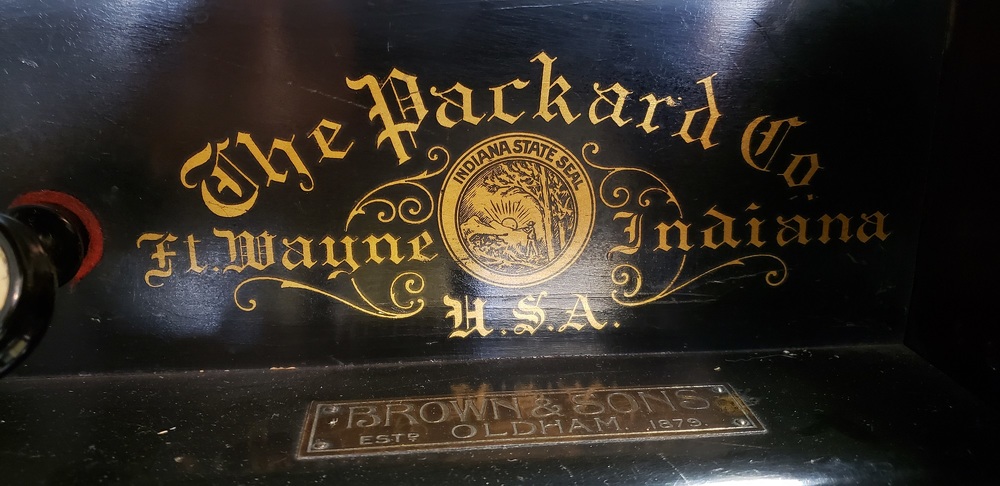 The Packard Co
INDIANA STATE SEAL
Ft. Wayne Indiana
U.S.A.
BROWN & SONS
ESTD OLDHAM. 1879.